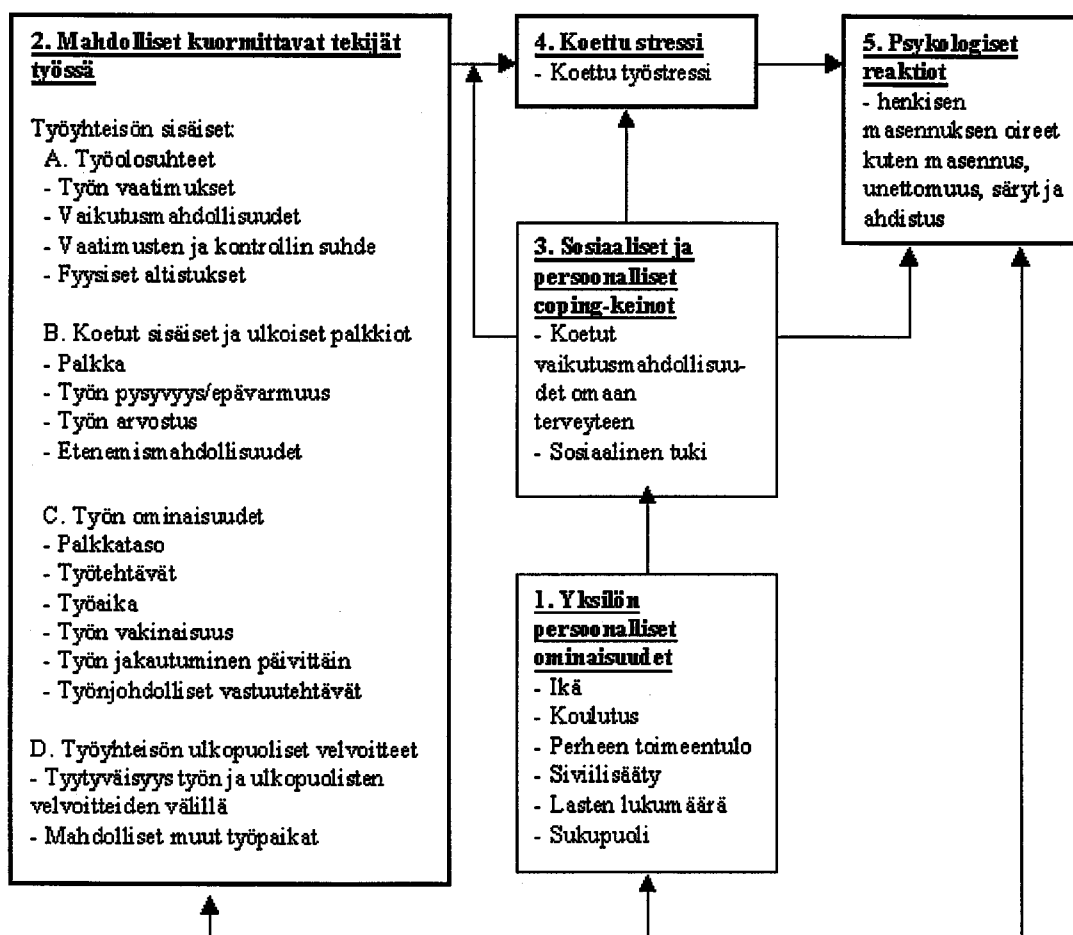 2. Mahdolliset kuormittavat tekijät
työssä
Työyhteisön sisäiset:
A. Työolosuhteet
- Työn vaatimukset
- Vaikutusmahdollisuudet
- Vaatimusten ja kontrollin suhde
- Fyysiset altistukset
B. Koetut sisäiset ja ulkoiset palkkiot
- Palkka
- Työn pysyvyys/epävarmuus
- Työn arvostus
- Etenemismahdollisuudet
C. Työn ominaisuudet
- Palkkataso
- Työtehtävät
- Työaika
- Työn vakinaisuus
- Työn jakautuminen päivittäin
- Työnjohdolliset vastuutehtävät
D. Työyhteisön ulkopuoliset velvoitteet
- Tyytyväisyys työn ja ulkopuolisten
velvoitteiden välillä
- Mahdolliset muut työpaikat
4. Koettu stressi
- Koettu työstressi
3. Sosiaaliset ja
persoonalliset
coping-keinot
- Koetut
vaikutusmahdollisuu-
det omaan
terveyteen
- Sosiaalinen tuki
1. Yksilön
persoonalliset
ominaisuudet
- Ikä
- Koulutus
- Perheen toimeentulo
- Siviilisääty
- Lasten lukumäärä
- Sukupuoli
5. Psykologiset
reaktiot
- henkisen
masennuksen oireet
kuten masennus,
unettomuus, säryt ja
ahdistus